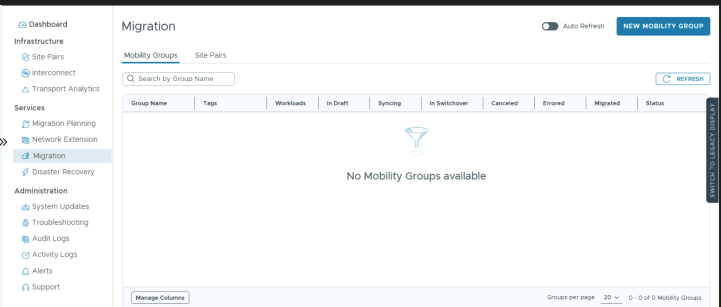 Dashboard
Infrastructure
Site Pairs
Interconnect
Transport Analytics
Services
Migration Planning
Network Extension
Migration
Disaster Recovery
Administration
System Updates
Troubleshooting
Audit Logs
Activity Logs
Alerts
Support
Migration
Auto Refresh
NEW MOBILITY GROUP
Mobility Groups Site Pairs
Search by Group Name
REFRESH
Group Name Tags Workloads In Draft Syncing In Switchover Canceled Errored Migrated Status
No Mobility Groups available
SWITCH TO LEGACY DISPLAY
Manage Columns
Groups per page 20 0 - 0 of 0 Mobility Groups